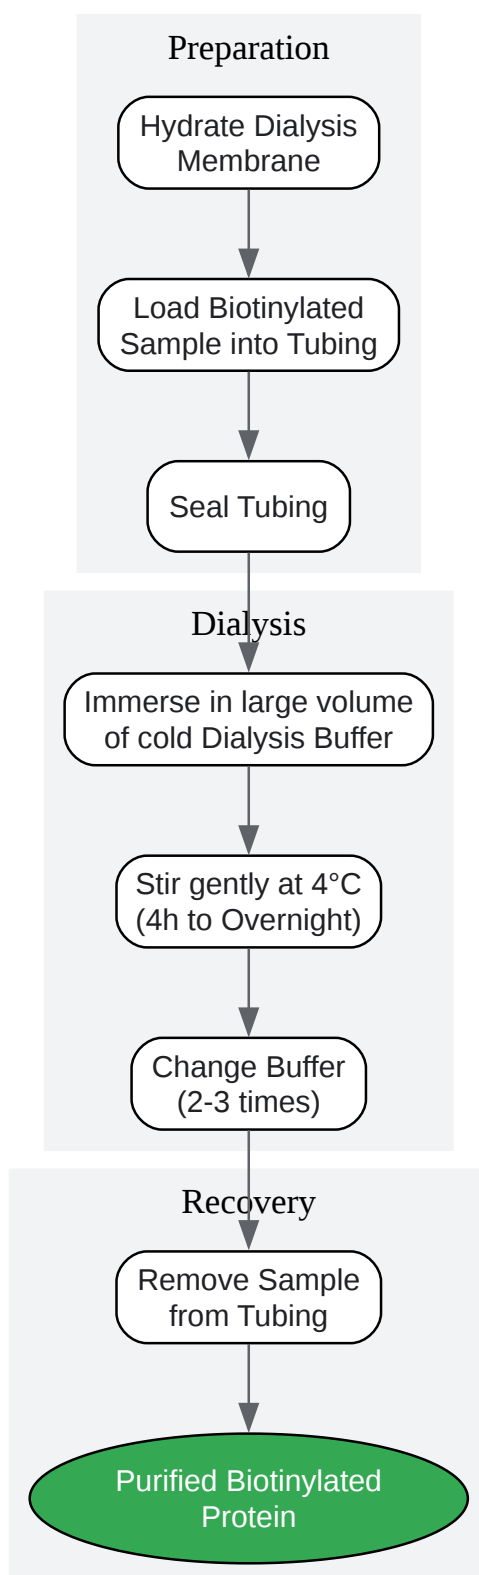 Preparation
Hydrate Dialysis
Membrane
Load Biotinylated
Sample into Tubing
Seal Tubing
Dialysis
Immerse in large volume
of cold Dialysis Buffer
Stir gently at 4°C
(4h to Overnight)
Change Buffer
(2-3 times)
Recovery
Remove Sample
from Tubing
Purified Biotinylated
Protein